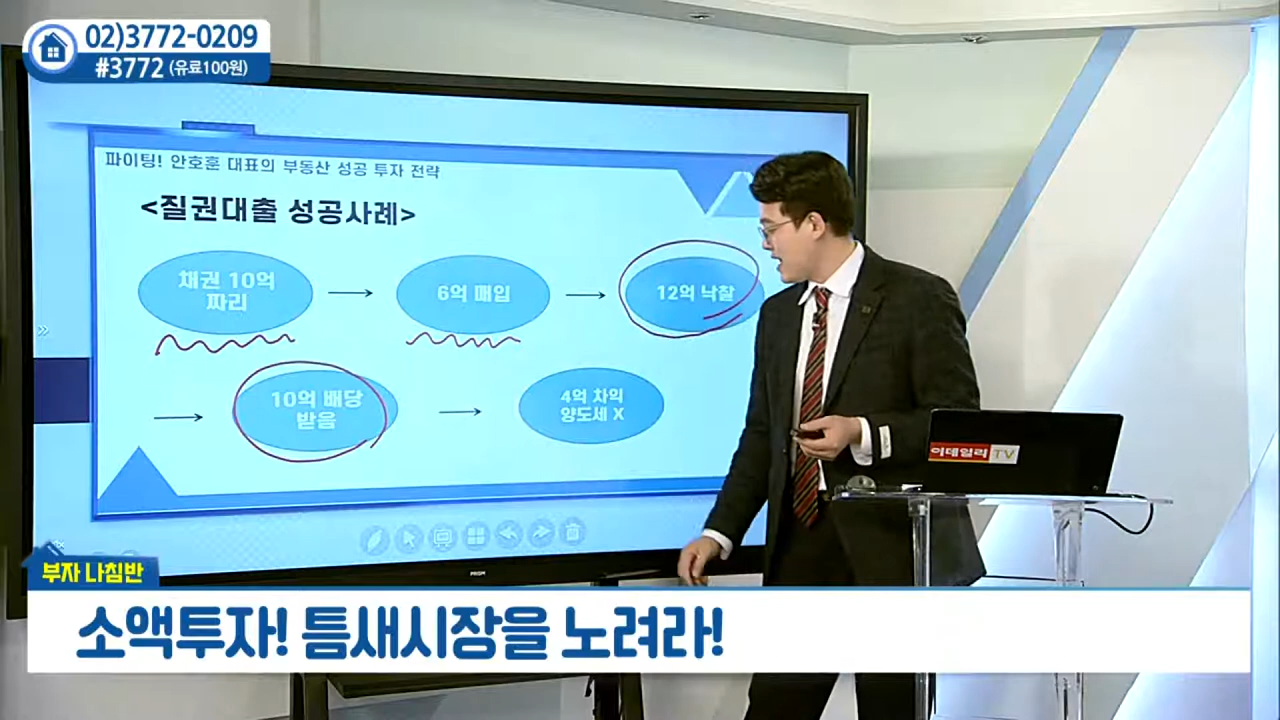 02)3772-0209
#3772 (유료100원)
파이팅! 안호훈 대표의 부동산 성공 투자 전략
<질권대출 성공사례>
채권 10억
짜리
→
6억 매입
→
12억 낙찰
→
10억 배당
받음
→
4억 차익
양도세 X
이데일리 TV
PRISM
부자 나침반
소액투자! 틈새시장을 노려라!